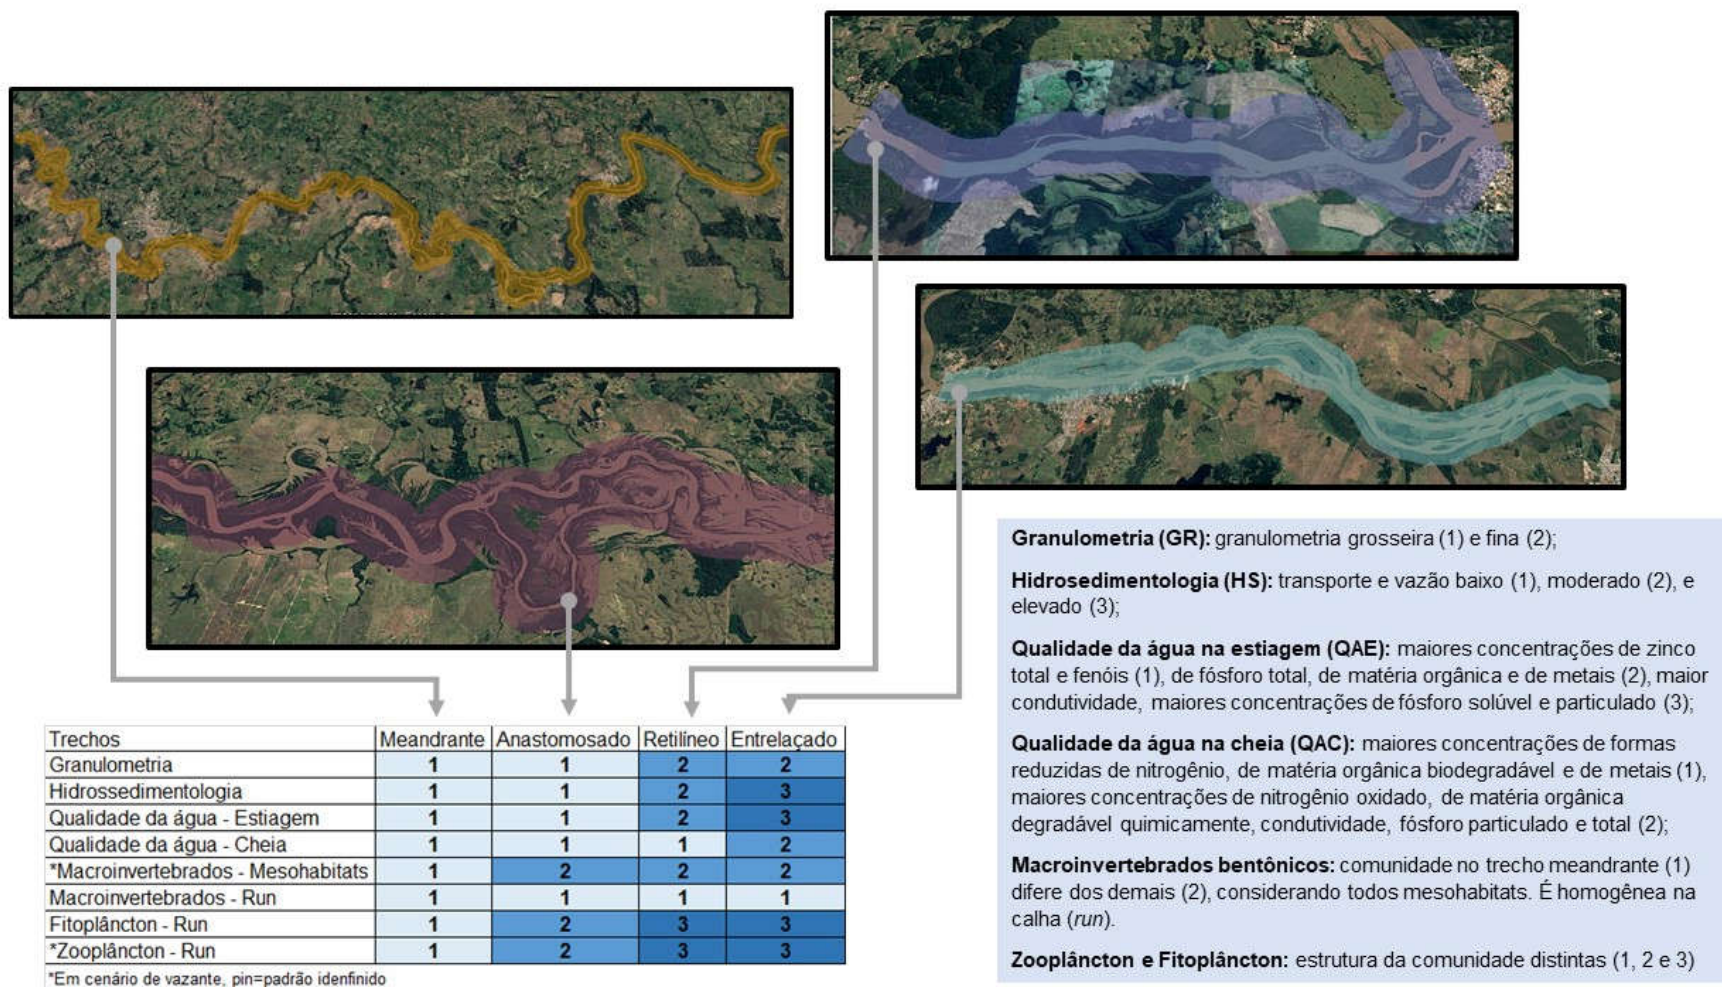 Trechos Meandrante Anastomosado Retilíneo Entrelaçado
Granulometria 1 1 2 2
Hidrossedimentologia 1 1 2 3
Qualidade da água - Estiagem 1 1 2 3
Qualidade da água - Cheia 1 1 1 2
*Macroinvertebrados - Mesohabitats 1 2 2 2
Macroinvertebrados - Run 1 1 1 1
Fitoplâncton - Run 1 2 3 3
*Zooplâncton - Run 1 2 3 3
*Em cenário de vazante, pin=padrão idenfinido
Granulometria (GR): granulometria grosseira (1) e fina (2);
Hidrosedimentologia (HS): transporte e vazão baixo (1), moderado (2), e
elevado (3);
Qualidade da água na estiagem (QAE): maiores concentrações de zinco
total e fenóis (1), de fósforo total, de matéria orgânica e de metais (2), maior
condutividade, maiores concentrações de fósforo solúvel e particulado (3);
Qualidade da água na cheia (QAC): maiores concentrações de formas
reduzidas de nitrogênio, de matéria orgânica biodegradável e de metais (1),
maiores concentrações de nitrogênio oxidado, de matéria orgânica
degradável quimicamente, condutividade, fósforo particulado e total (2);
Macroinvertebrados bentônicos: comunidade no trecho meandrante (1)
difere dos demais (2), considerando todos mesohabitats. É homogênea na
calha (run).
Zooplâncton e Fitoplâncton: estrutura da comunidade distintas (1, 2 e 3)